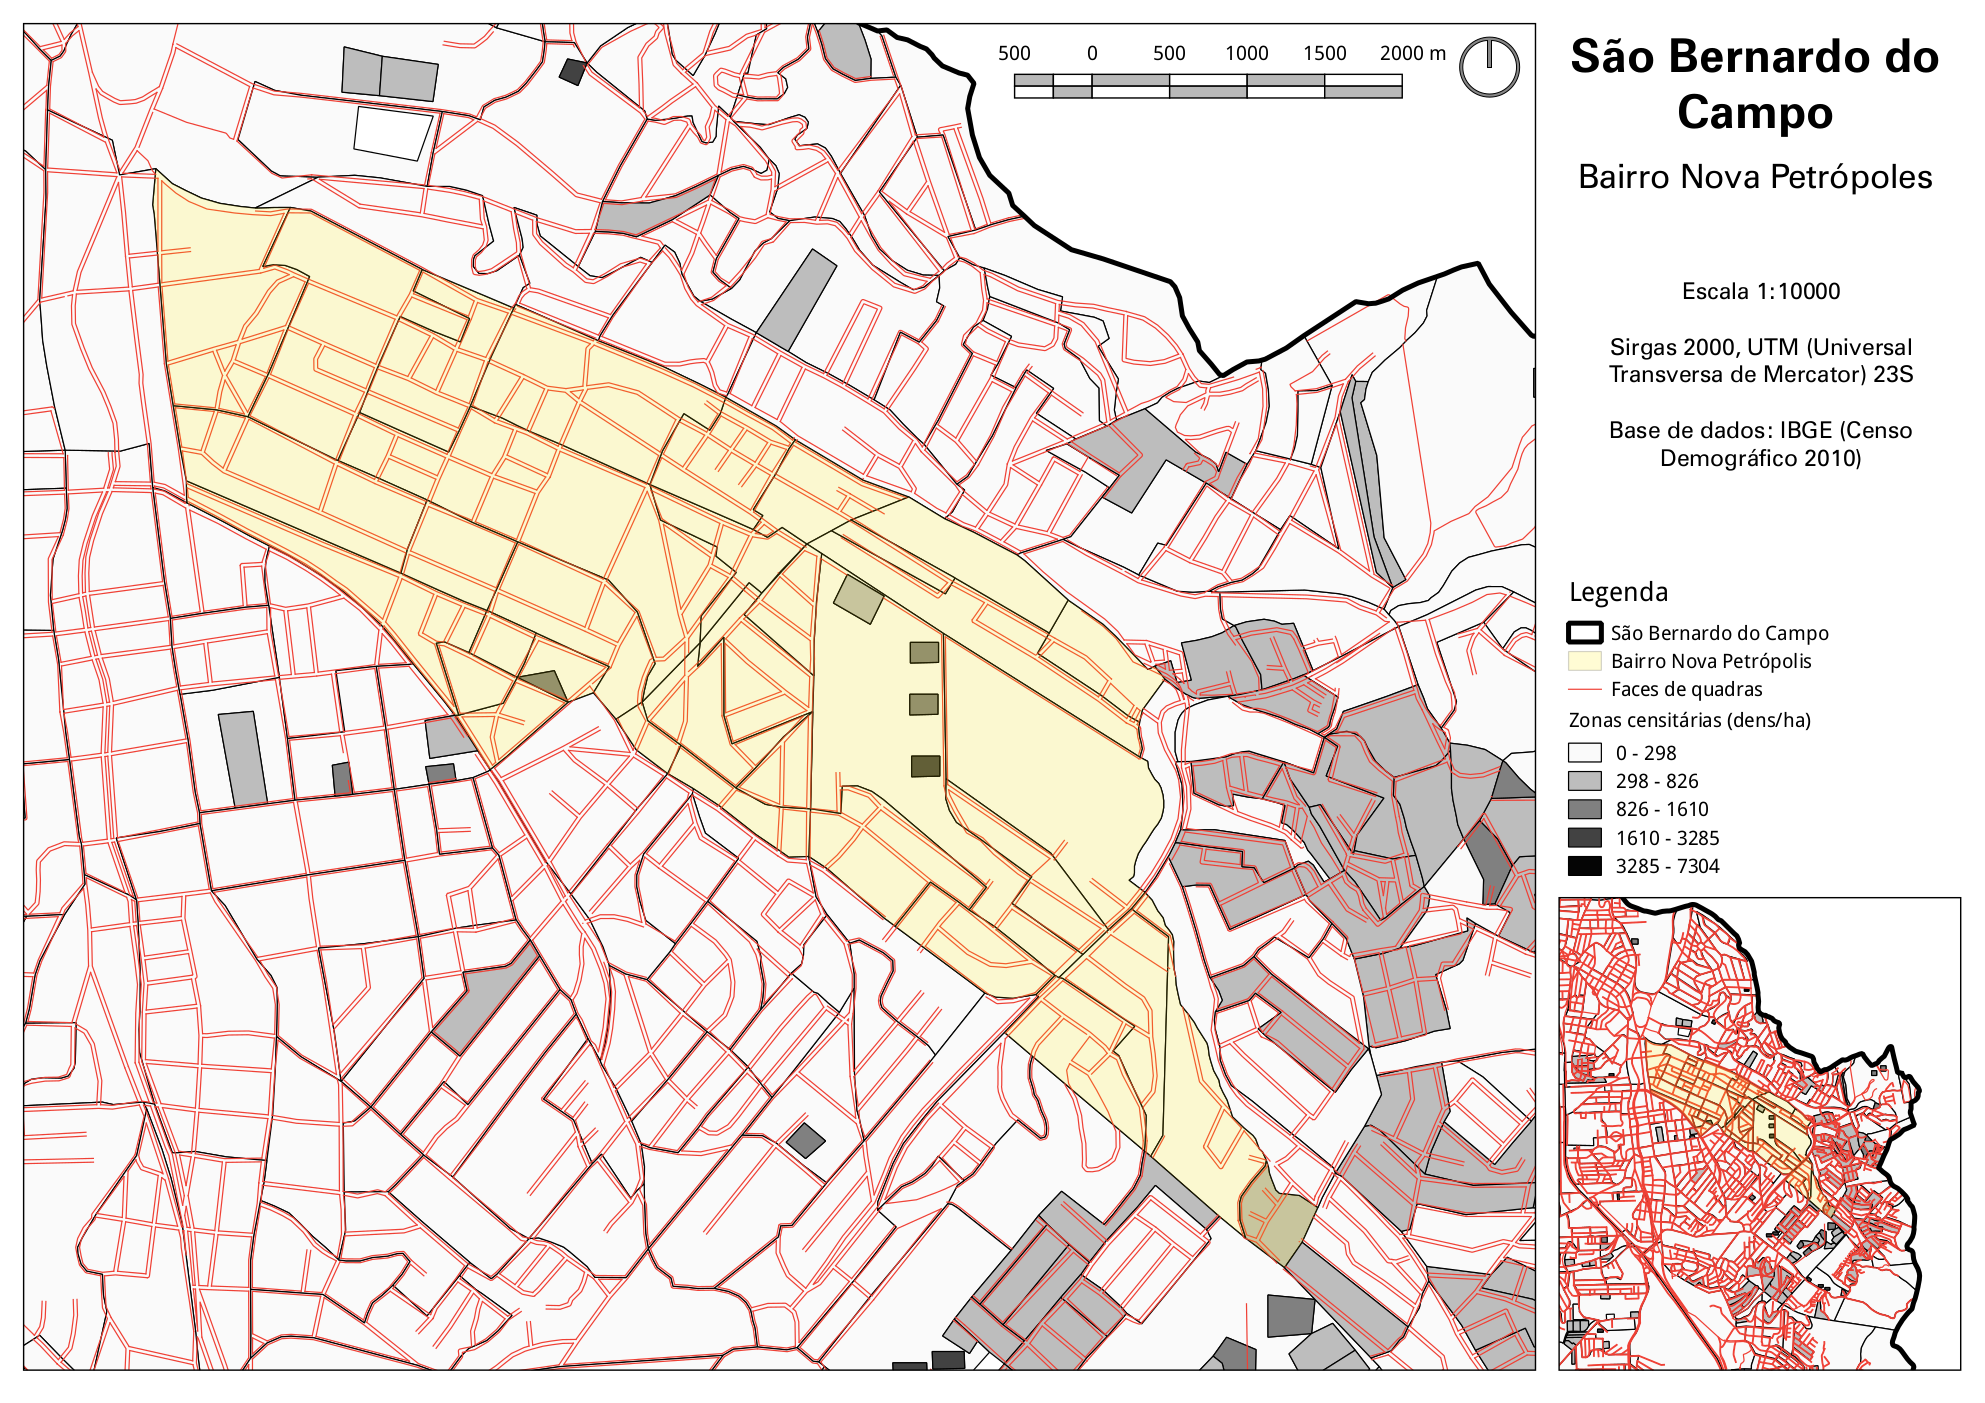 500 0 500 1000 1500 2000 m
São Bernardo do
Campo
Bairro Nova Petrópoles
Escala 1:10000
Sirgas 2000, UTM (Universal
Transversa de Mercator) 23S
Base de dados: IBGE (Censo
Demográfico 2010)
Legenda
São Bernardo do Campo
Bairro Nova Petrópolis
Faces de quadras
Zonas censitárias (dens/ha)
0 - 298
298 - 826
826 - 1610
1610 - 3285
3285 - 7304